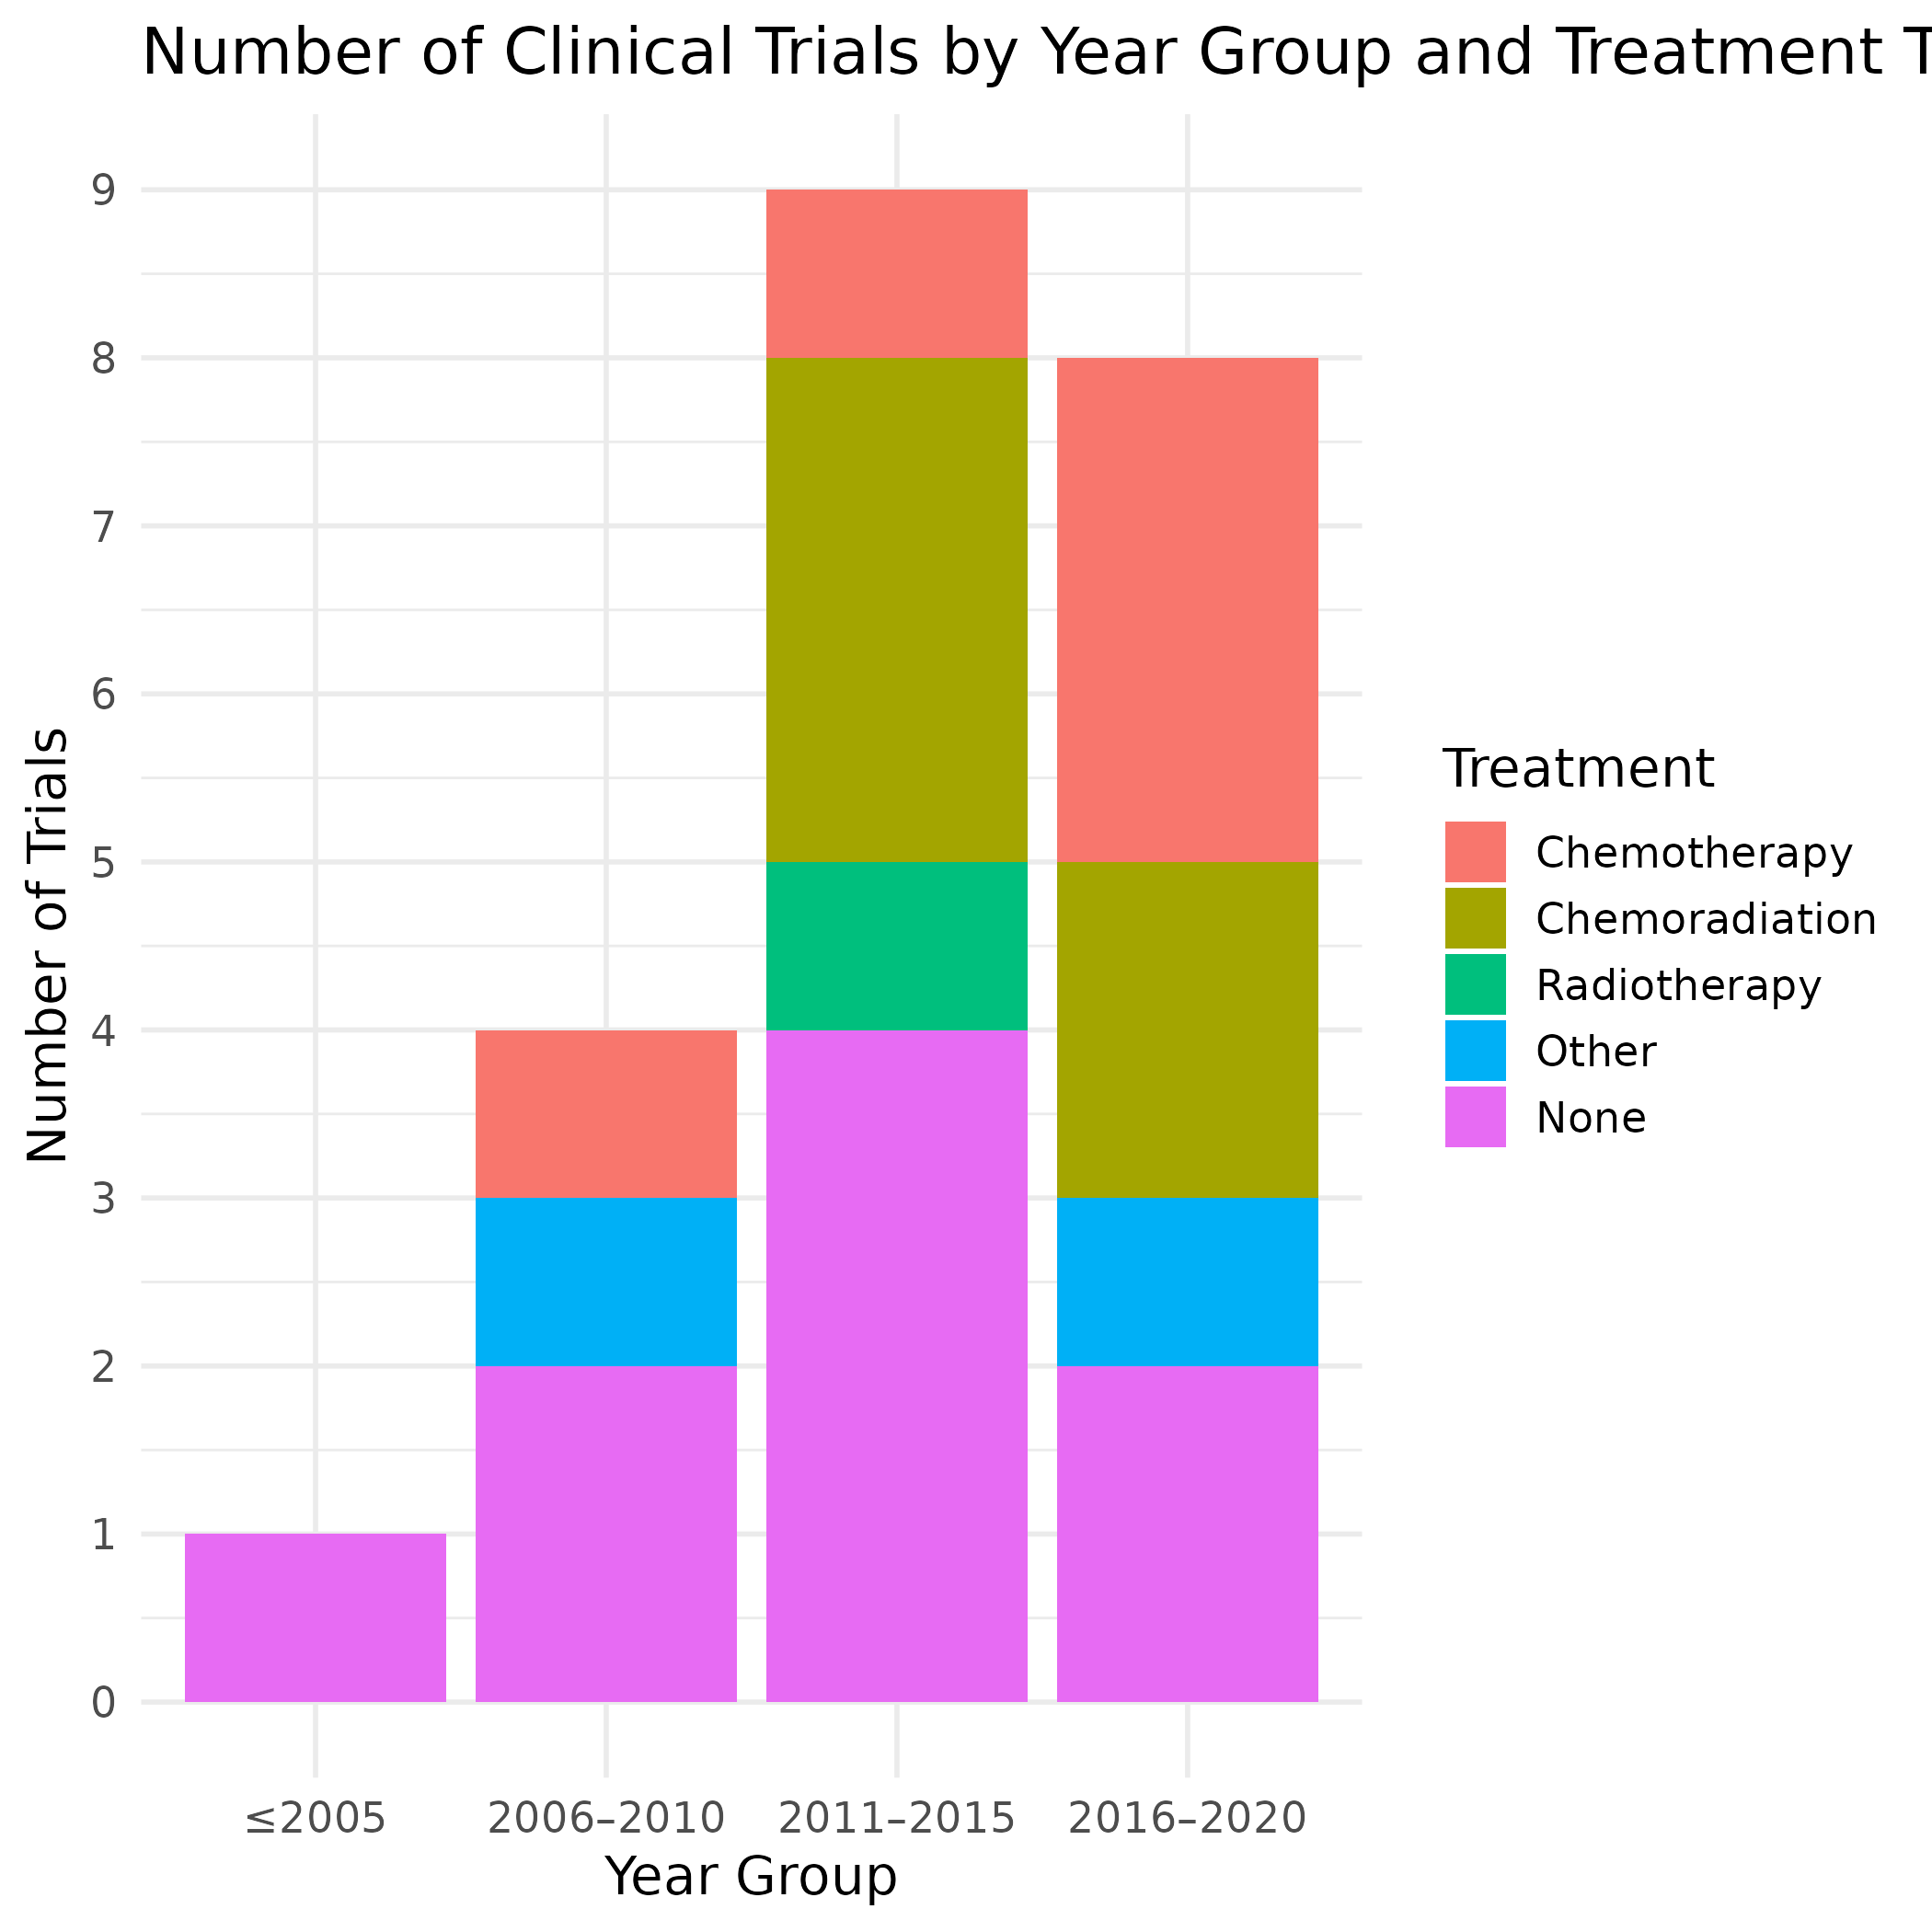 Number of Clinical Trials by Year Group and Treatment T
9
8
7
6
5
4
3
2
1
0
Number of Trials
≤2005
2006–2010
2011–2015
2016–2020
Year Group
Treatment
Chemotherapy
Chemoradiation
Radiotherapy
Other
None